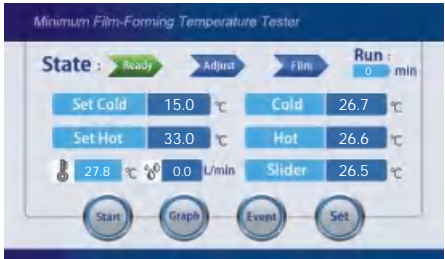 Minimum Film-Forming Temperature Tester
State : Ready Adjust Film Run : 0 min
Set Cold 15.0 ℃ Cold 26.7 ℃
Set Hot 33.0 ℃ Hot 26.6 ℃
27.8 ℃ 0.0 L/min Slider 26.5 ℃
Start Graph Event Set